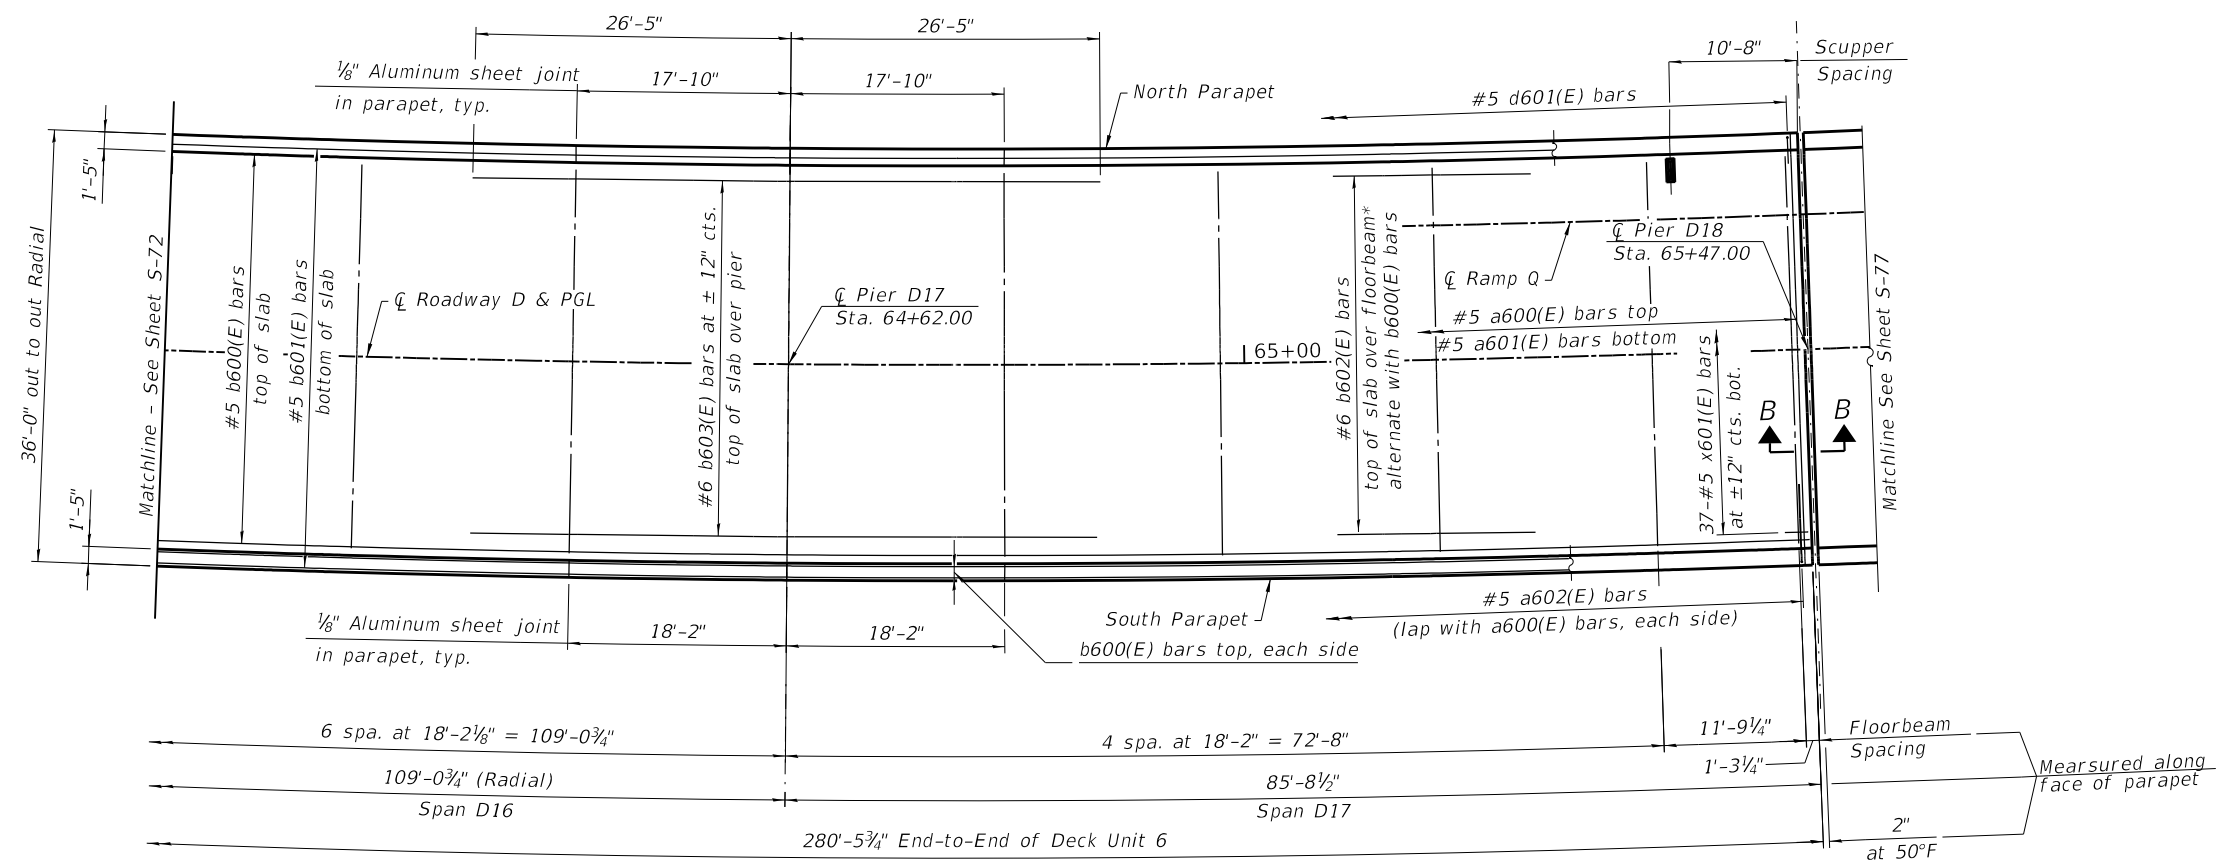 26'-5"
26'-5"
10'-8"
Scupper
Spacing
⅛" Aluminum sheet joint
in parapet, typ.
17'-10"
17'-10"
North Parapet
#5 d601(E) bars
1'-5"
36'-0" out to out Radial
Matchline - See Sheet S-72
#5 b600(E) bars
top of slab
#5 b601(E) bars
bottom of slab
℄ Roadway D & PGL
#6 b603(E) bars at ± 12" cts.
top of slab over pier
℄ Pier D17
Sta. 64+62.00
65+00
#6 b602(E) bars
top of slab over floorbeam*
alternate with b600(E) bars
℄ Ramp Q
℄ Pier D18
Sta. 65+47.00
#5 a600(E) bars top
#5 a601(E) bars bottom
37-#5 x601(E) bars
at ±12" cts. bot.
B
B
Matchline See Sheet S-77
1'-5"
⅛" Aluminum sheet joint
in parapet, typ.
18'-2"
18'-2"
South Parapet
b600(E) bars top, each side
#5 a602(E) bars
(lap with a600(E) bars, each side)
6 spa. at 18'-2⅛" = 109'-0¾"
4 spa. at 18'-2" = 72'-8"
11'-9¼"
1'-3¼"
Floorbeam
Spacing
Mearsured along
face of parapet
109'-0¾" (Radial)
Span D16
85'-8½"
Span D17
280'-5¾" End-to-End of Deck Unit 6
2"
at 50°F